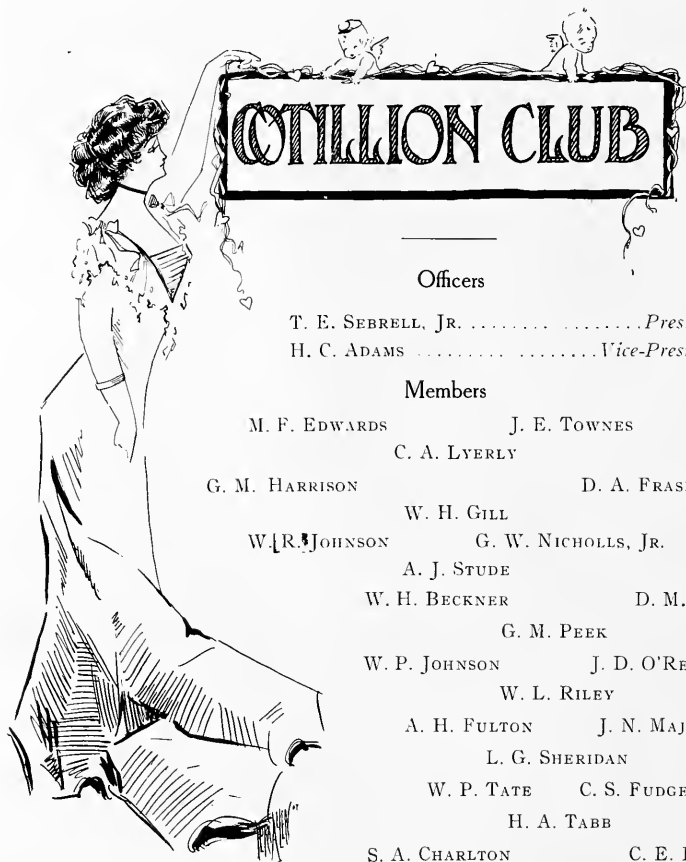 COTILLION CLUB
Officers
T. E. SEBRELL, JR. ........ ........Pres
H. C. ADAMS ......... ........Vice-Pres
Members
M. F. EDWARDS J. E. TOWNES
C. A. LYERLY
G. M. HARRISON D. A. FRAS
W. H. GILL
W. R. JOHNSON G. W. NICHOLLS, JR.
A. J. STUDE
W. H. BECKNER D. M.
G. M. PEEK
W. P. JOHNSON J. D. O'RE
W. L. RILEY
A. H. FULTON J. N. MAJ
L. G. SHERIDAN
W. P. TATE C. S. FUDGE
H. A. TABB
S. A. CHARLTON C. E.